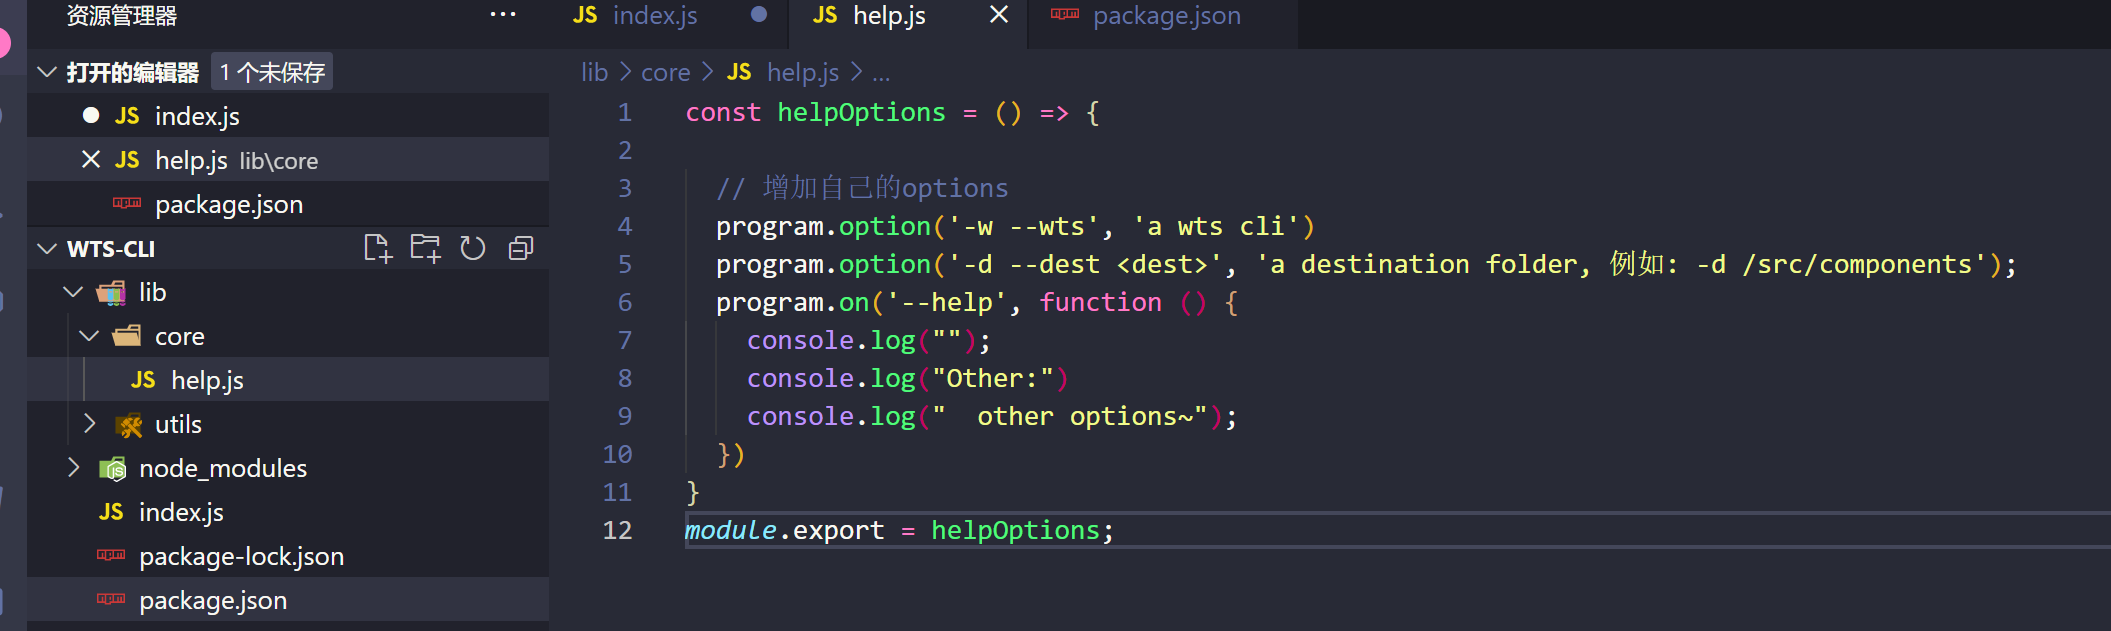 资源管理器
···
打开的编辑器 1 个未保存
JS index.js
JS help.js lib\core
package.json
WTS-CLI
lib
core
JS help.js
utils
node_modules
JS index.js
package-lock.json
package.json
JS index.js
JS help.js
package.json
lib > core > JS help.js > ...
1 const helpOptions = () => {
2
3 // 增加自己的options
4 program.option('-w --wts', 'a wts cli')
5 program.option('-d --dest <dest>', 'a destination folder, 例如: -d /src/components');
6 program.on('--help', function () {
7 console.log("");
8 console.log("Other:")
9 console.log("  other options~");
10 })
11 }
12 module.export = helpOptions;